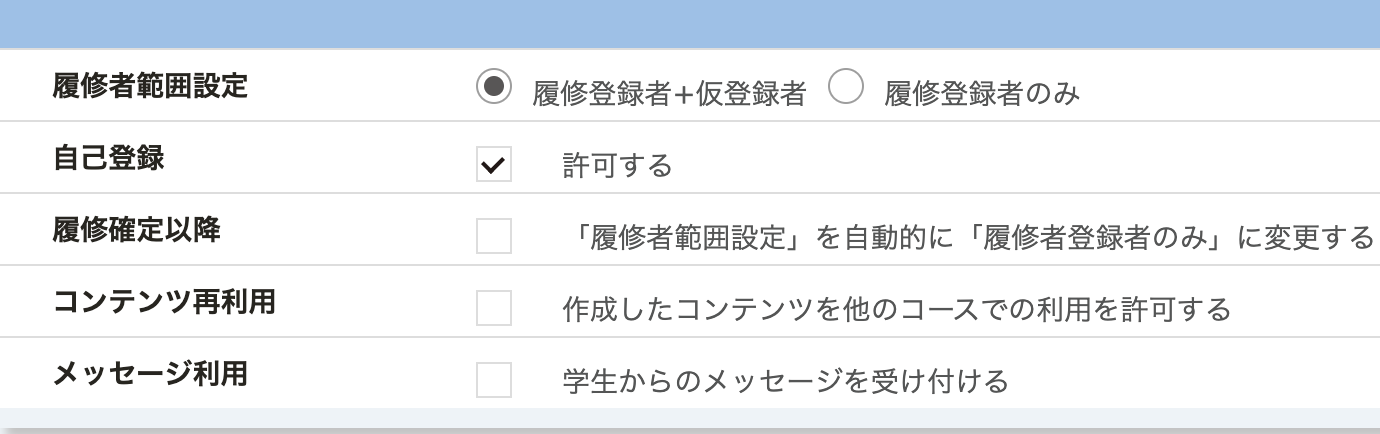 履修者範囲設定 履修登録者+仮登録者 履修登録者のみ
自己登録 許可する
履修確定以降 「履修者範囲設定」を自動的に「履修者登録者のみ」に変更する
コンテンツ再利用 作成したコンテンツを他のコースでの利用を許可する
メッセージ利用 学生からのメッセージを受け付ける